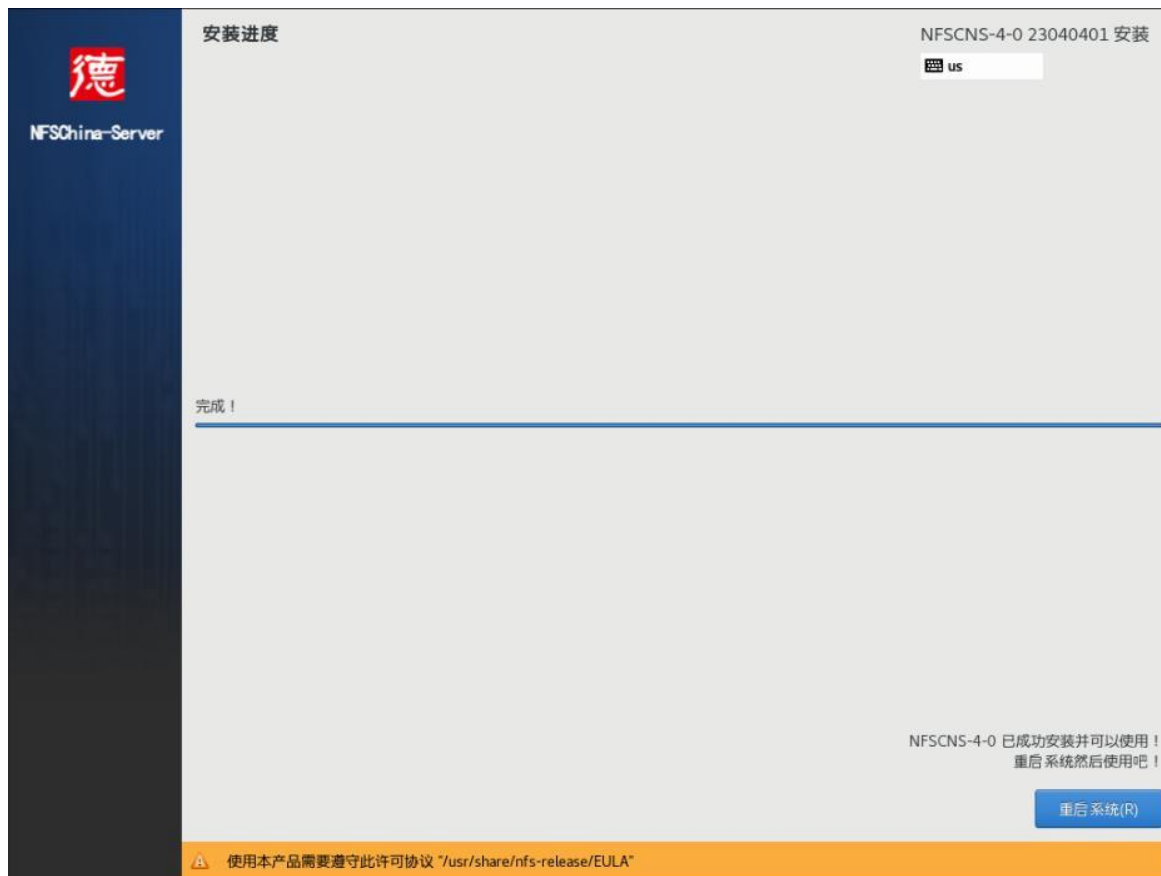 德
NFSChina-Server
安装进度
NFSCNS-4-0 23040401 安装
us
完成！
NFSCNS-4-0 已成功安装并可以使用！
重启系统然后使用吧！
重启系统(R)
使用本产品需要遵守此许可协议 "/usr/share/nfs-release/EULA"